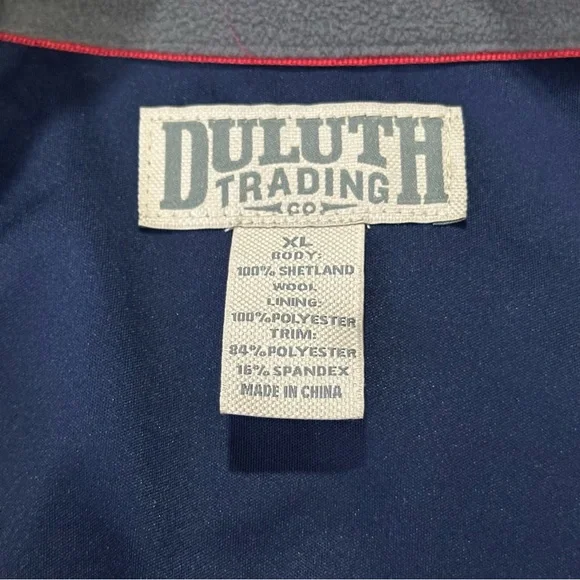 DULUTH
TRADING
CO
XL
BODY:
100% SHETLAND
WOOL
LINING:
100%POLYESTER
TRIM:
84%POLYESTER
16% SPANDEX
MADE IN CHINA